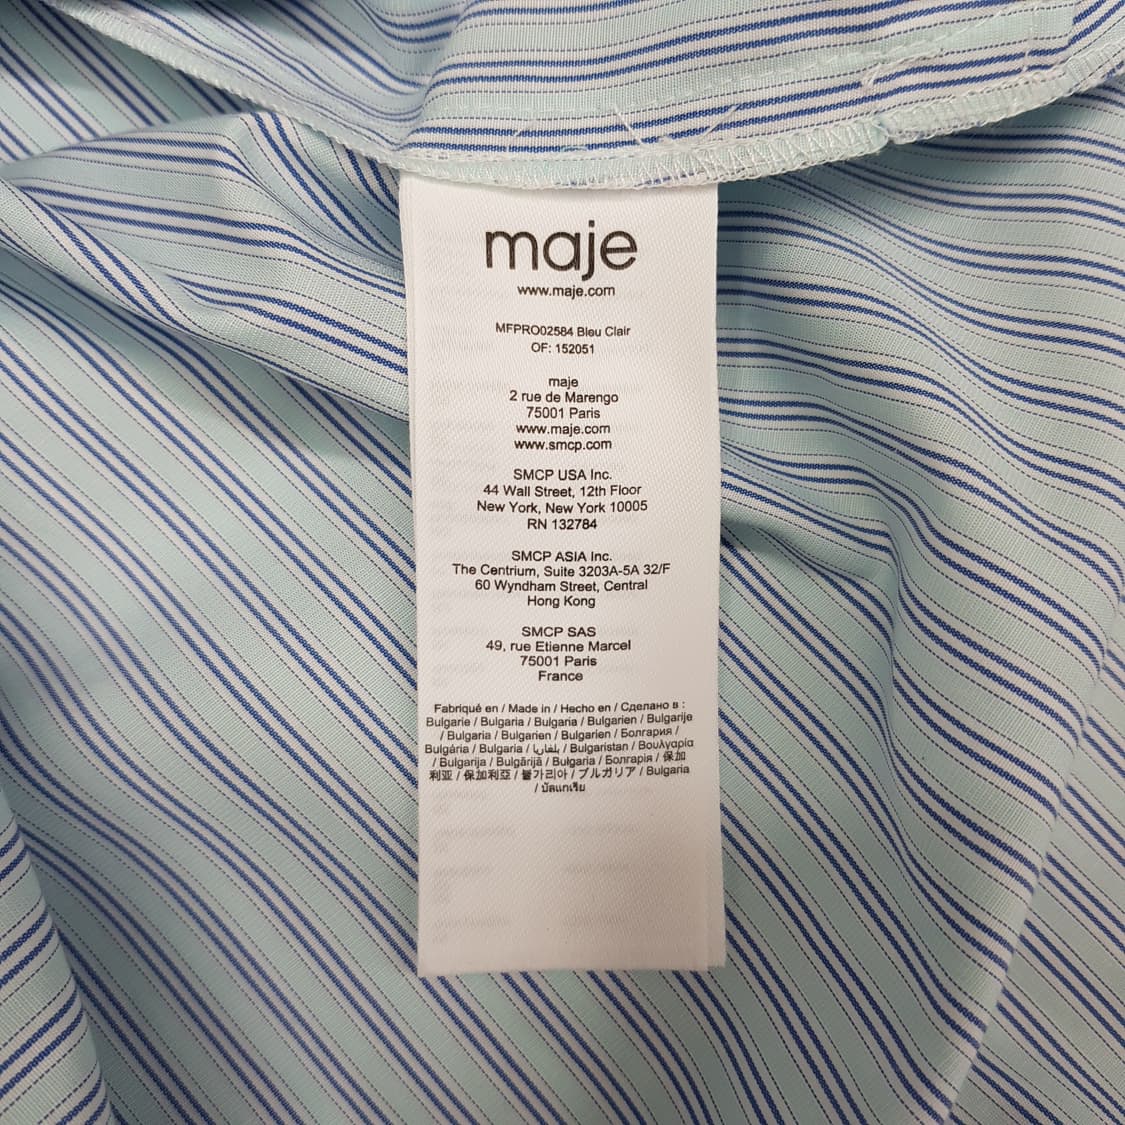 maje
www.maje.com
MFPRO02584 Bleu Clair
OF: 152051
maje
2 rue de Marengo
75001 Paris
www.maje.com
www.smcp.com
SMCP USA Inc.
44 Wall Street, 12th Floor
New York, New York 10005
RN 132784
SMCP ASIA Inc.
The Centrium, Suite 3203A-5A 32/F
60 Wyndham Street, Central
Hong Kong
SMCP SAS
49, rue Etienne Marcel
75001 Paris
France
Fabriqué en / Made in / Hecho en / Сделано в :
Bulgarie / Bulgaria / Bulgaria / Bulgarien / Bulgarije
/ Bulgaria / Bulgarien / Bulgarien / Болгария /
Bulgária / Bulgaria / بلغاريا / Bulgaristan / Βουλγαρία
/ Bulgarija / Bulgārijā / Bulgaria / Болгарія / 保加
利亚 / 保加利亞 / 불가리아 / ブルガリア / Bulgaria
/ บัลแกเรีย